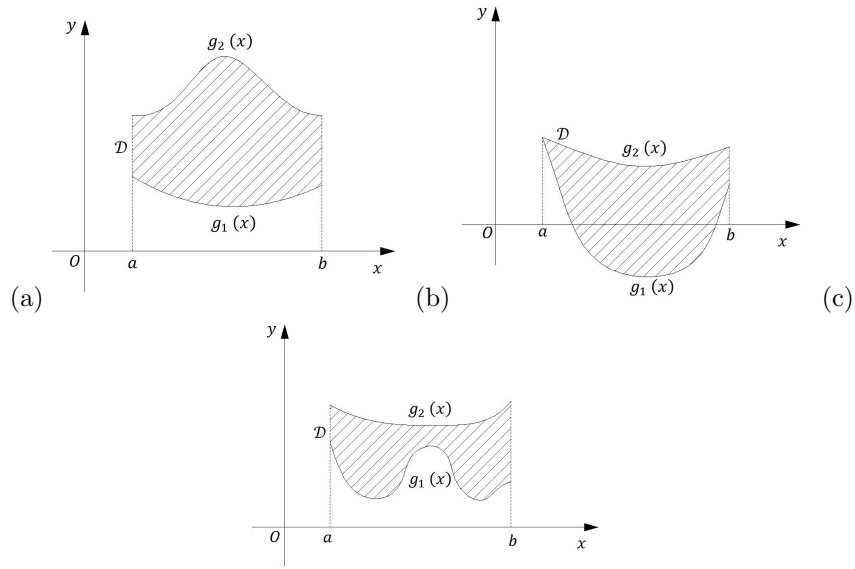 y
g₂ (x)
𝒟
g₁ (x)
O
a
b
x
(a)
y
𝒟
g₂ (x)
O
a
b
x
g₁ (x)
(b)
(c)
y
g₂ (x)
𝒟
g₁ (x)
O
a
b
x